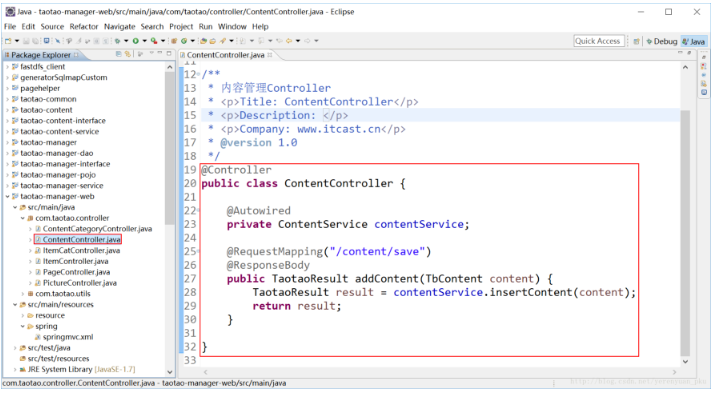 Java - taotao-manager-web/src/main/java/com/taotao/controller/ContentController.java - Eclipse
File Edit Source Refactor Navigate Search Project Run Window Help
Quick Access
Debug
Java
Package Explorer
fastdfs_client
generatorSqlmapCustom
pagehelper
taotao-common
taotao-content
taotao-content-interface
taotao-content-service
taotao-manager
taotao-manager-dao
taotao-manager-interface
taotao-manager-pojo
taotao-manager-service
taotao-manager-web
src/main/java
com.taotao.controller
ContentCategoryController.java
ContentController.java
ItemCatController.java
ItemController.java
PageController.java
PictureController.java
com.taotao.utils
src/main/resources
resource
spring
springmvc.xml
src/test/java
src/test/resources
JRE System Library [JavaSE-1.7]
ContentController.java
11
12 /**
13 * 内容管理Controller
14 * <p>Title: ContentController</p>
15 * <p>Description: </p>
16 * <p>Company: www.itcast.cn</p>
17 * @version 1.0
18 */
19 @Controller
20 public class ContentController {
21
22 @Autowired
23 private ContentService contentService;
24
25 @RequestMapping("/content/save")
26 @ResponseBody
27 public TaotaoResult addContent(TbContent content) {
28 TaotaoResult result = contentService.insertContent(content);
29 return result;
30 }
31
32 }
33
com.taotao.controller.ContentController.java - taotao-manager-web/src/main/java